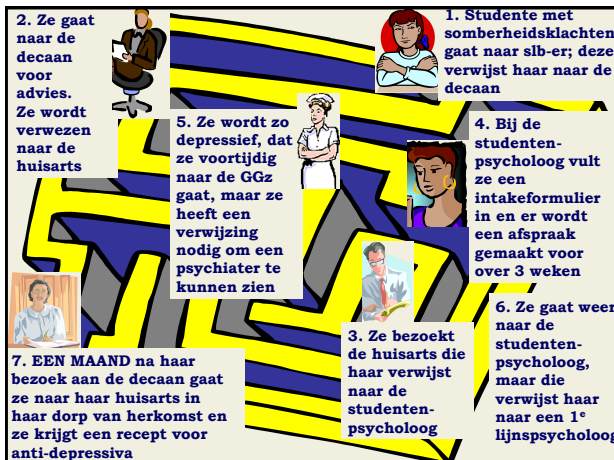 1. Studente met
somberheidsklachten
gaat naar slb-er; deze
verwijst haar naar de
decaan
2. Ze gaat
naar de
decaan
voor
advies.
Ze wordt
verwezen
naar de
huisarts
3. Ze bezoekt
de huisarts die
haar verwijst
naar de
studenten-
psycholoog
4. Bij de
studenten-
psycholoog vult
ze een
intakeformulier
in en er wordt
een afspraak
gemaakt voor
over 3 weken
5. Ze wordt zo
depressief, dat
ze voortijdig
naar de GGz
gaat, maar ze
heeft een
verwijzing
nodig om een
psychiater te
kunnen zien
6. Ze gaat weer
naar de
studenten-
psycholoog,
maar die
verwijst haar
naar een 1e
lijnspsycholoog
7. EEN MAAND na haar
bezoek aan de decaan gaat
ze naar haar huisarts in
haar dorp van herkomst en
ze krijgt een recept voor
anti-depressiva